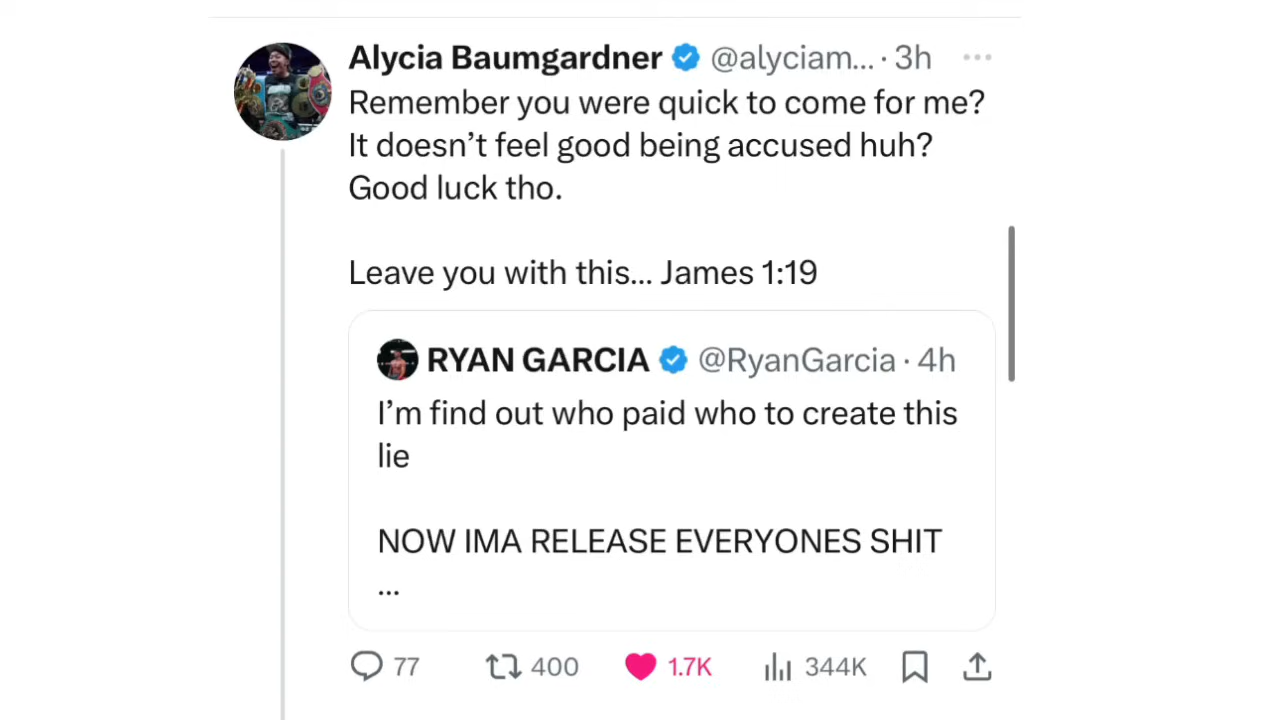 Alycia Baumgardner @alyciam... · 3h
Remember you were quick to come for me?
It doesn’t feel good being accused huh?
Good luck tho.
Leave you with this... James 1:19
RYAN GARCIA @RyanGarcia · 4h
I’m find out who paid who to create this
lie
NOW IMA RELEASE EVERYONES SHIT
...
77 400 1.7K 344K